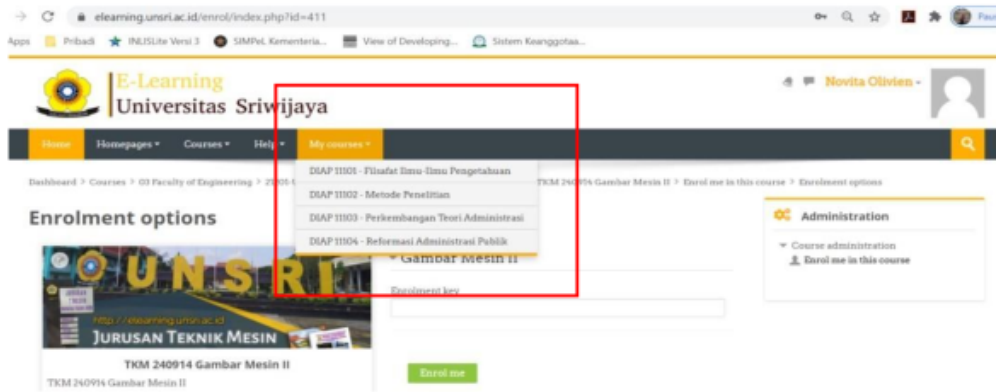 elearning.unsri.ac.id/enrol/index.php?id=411
Apps Pribadi INLISLite Versi 3 SIMPeL Kementeria... View of Developing... Sistem Keanggotaa...
E-Learning
Universitas Sriwijaya
Novita Olivien
Home Homepages Courses Help My courses
DIAP 11101 - Filsafat Ilmu-Ilmu Pengetahuan
DIAP 11102 - Metode Penelitian
DIAP 11103 - Perkembangan Teori Administrasi
DIAP 11104 - Reformasi Administrasi Publik
Dashboard > Courses > 03 Faculty of Engineering > TKM 240914 Gambar Mesin II > Enrol me in this course > Enrolment options
Enrolment options
UNSRI
http://elearning.unsri.ac.id
JURUSAN TEKNIK MESIN
TKM 240914 Gambar Mesin II
TKM 240914 Gambar Mesin II
Gambar Mesin II
Enrolment key
Enrol me
Administration
Course administration
Enrol me in this course